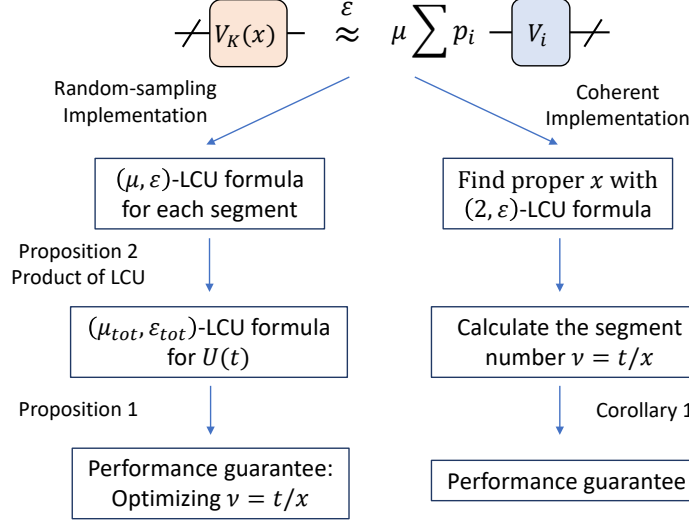 V_K(x) ≈^ε μ ∑ p_i V_i
Random-sampling
Implementation
Coherent
Implementation
(μ, ε)-LCU formula
for each segment
Find proper x with
(2, ε)-LCU formula
Proposition 2
Product of LCU
(μ_tot, ε_tot)-LCU formula
for U(t)
Calculate the segment
number ν = t/x
Proposition 1
Corollary 1
Performance guarantee:
Optimizing ν = t/x
Performance guarantee